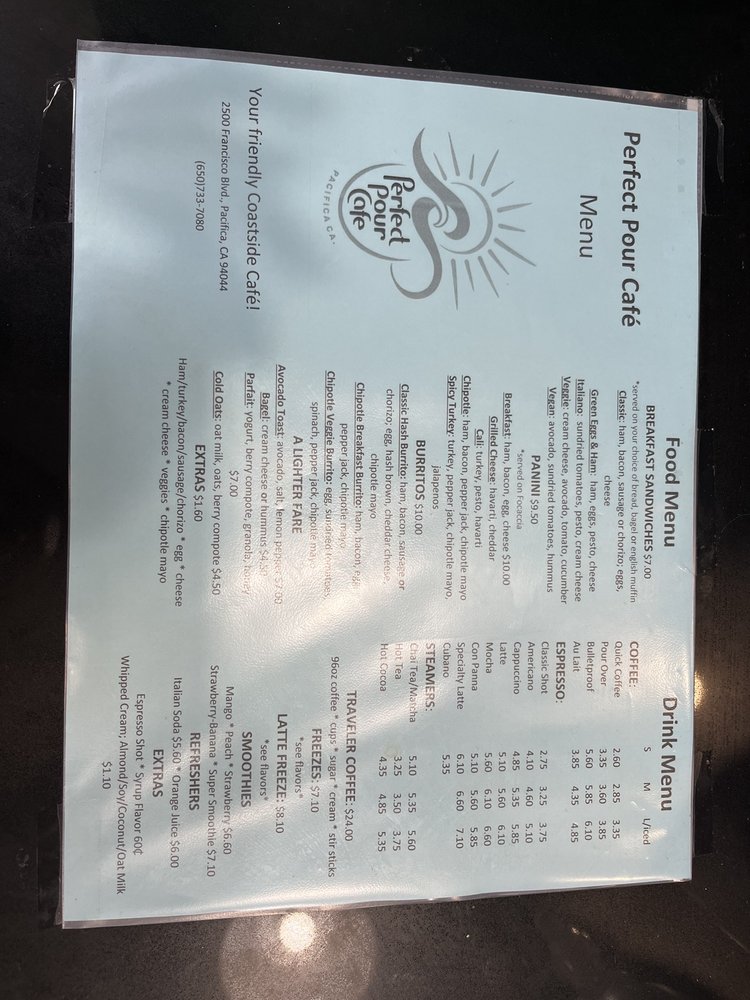 Perfect Pour Café
Menu
Perfect
Pour
Cafe
PACIFICA CA.
Your friendly Coastside Café!
2500 Francisco Blvd., Pacifica, CA 94044
(650)733-7080
Food Menu
BREAKFAST SANDWICHES $7.00
*served on your choice of bread, bagel or english muffin
Classic: ham, bacon, sausage or chorizo, eggs,
cheese
Green Eggs & Ham: ham, eggs, pesto, cheese
Italiano: sundried tomatoes, pesto, cream cheese
Veggie: cream cheese, avocado, tomato, cucumber
Vegan: avocado, sundried tomatoes, hummus
PANINI $9.50
*served on Focaccia
Breakfast: ham, bacon, egg, cheese $10.00
Grilled Cheese: havarti, cheddar
Cali: turkey, pesto, havarti
Chipotle: ham, bacon, pepper jack, chipotle mayo
Spicy Turkey: turkey, pepper jack, chipotle mayo,
jalapenos
BURRITOS $10.00
Classic Hash Burrito: ham, bacon, sausage or
chorizo; egg, hash brown, cheddar cheese,
chipotle mayo
Chipotle Breakfast Burrito: ham, bacon, egg,
pepper jack, chipotle mayo
Chipotle Veggie Burrito: egg, sundried tomatoes,
spinach, pepper jack, chipotle mayo
A LIGHTER FARE
Avocado Toast: avocado, salt, lemon pepper $7.00
Bagel: cream cheese or hummus $4.50
Parfait: yogurt, berry compote, granola, honey
$7.00
Cold Oats: oat milk, oats, berry compote $4.50
EXTRAS $1.60
Ham/turkey/bacon/sausage/chorizo * egg * cheese
* cream cheese * veggies * chipotle mayo
Drink Menu
S M L/iced
COFFEE:
Quick Coffee 2.60 2.85 3.35
Pour Over 3.35 3.60 3.85
Bulletproof 5.60 5.85 6.10
Au Lait 3.85 4.35 4.85
ESPRESSO:
Classic Shot 2.75 3.25 3.75
Americano 4.10 4.60 5.10
Cappuccino 4.85 5.35 5.85
Latte 5.10 5.60 6.10
Mocha 5.60 6.10 6.60
Con Panna 5.10 5.60 5.85
Specialty Latte 6.10 6.60 7.10
Cubano 5.35
STEAMERS:
Chai Tea/Matcha 5.10 5.35 5.60
Hot Tea 3.25 3.50 3.75
Hot Cocoa 4.35 4.85 5.35
TRAVELER COFFEE: $24.00
96oz coffee * cups * sugar * cream * stir sticks
FREEZES: $7.10
*see flavors*
LATTE FREEZE: $8.10
*see flavors*
SMOOTHIES
Mango * Peach * Strawberry $6.60
Strawberry-Banana * Super Smoothie $7.10
REFRESHERS
Italian Soda $5.60 * Orange Juice $6.00
EXTRAS
Espresso Shot * Syrup Flavor 60¢
Whipped Cream; Almond/Soy/Coconut/Oat Milk
$1.10